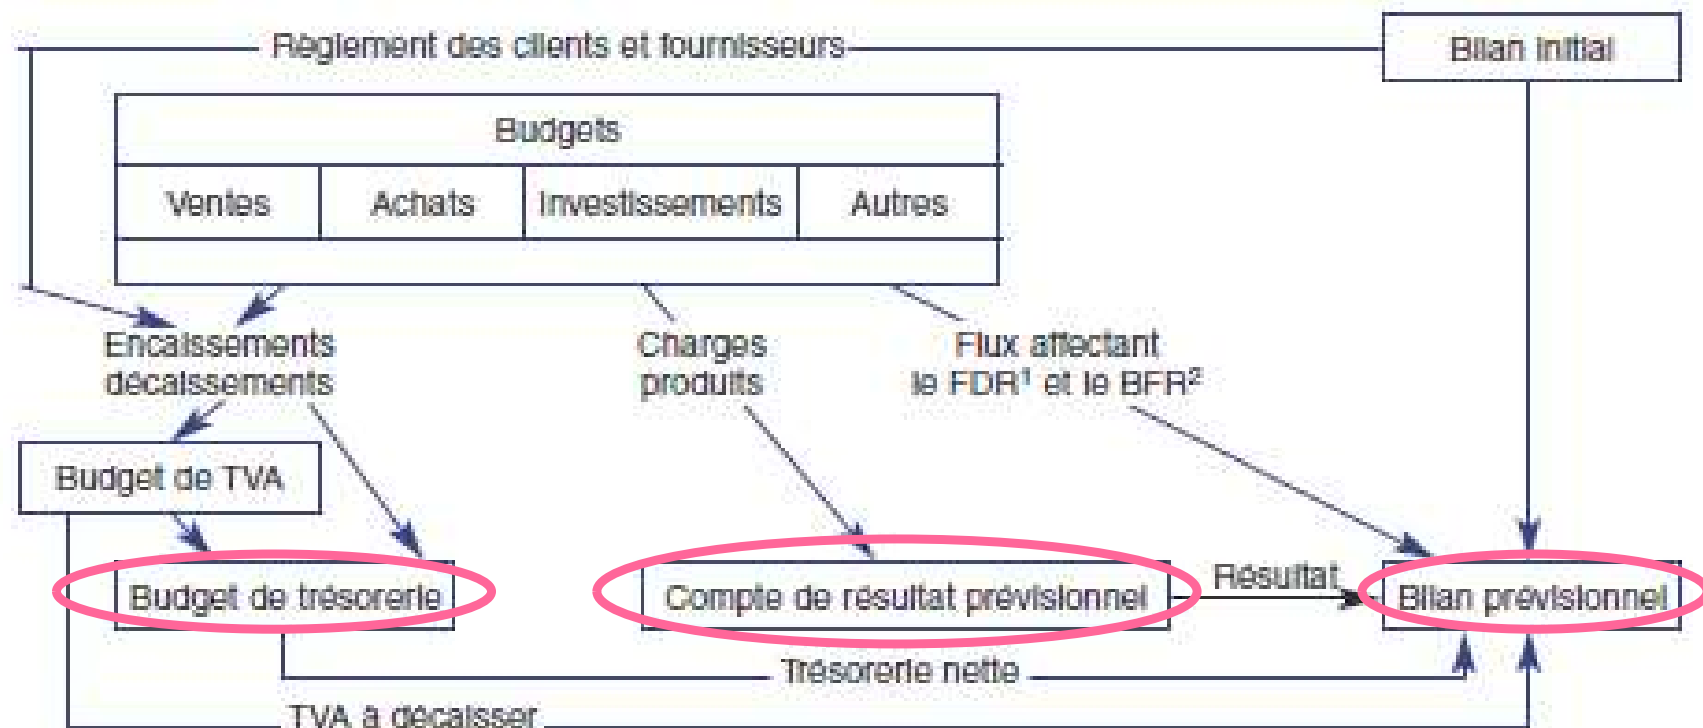 Règlement des clients et fournisseurs
Bilan initial
Budgets
Ventes
Achats
Investissements
Autres
Encaissements
décaissements
Charges
produits
Flux affectant
le FDR¹ et le BFR²
Budget de TVA
Budget de trésorerie
Compte de résultat prévisionnel
Résultat
Bilan prévisionnel
Trésorerie nette
TVA à décaisser